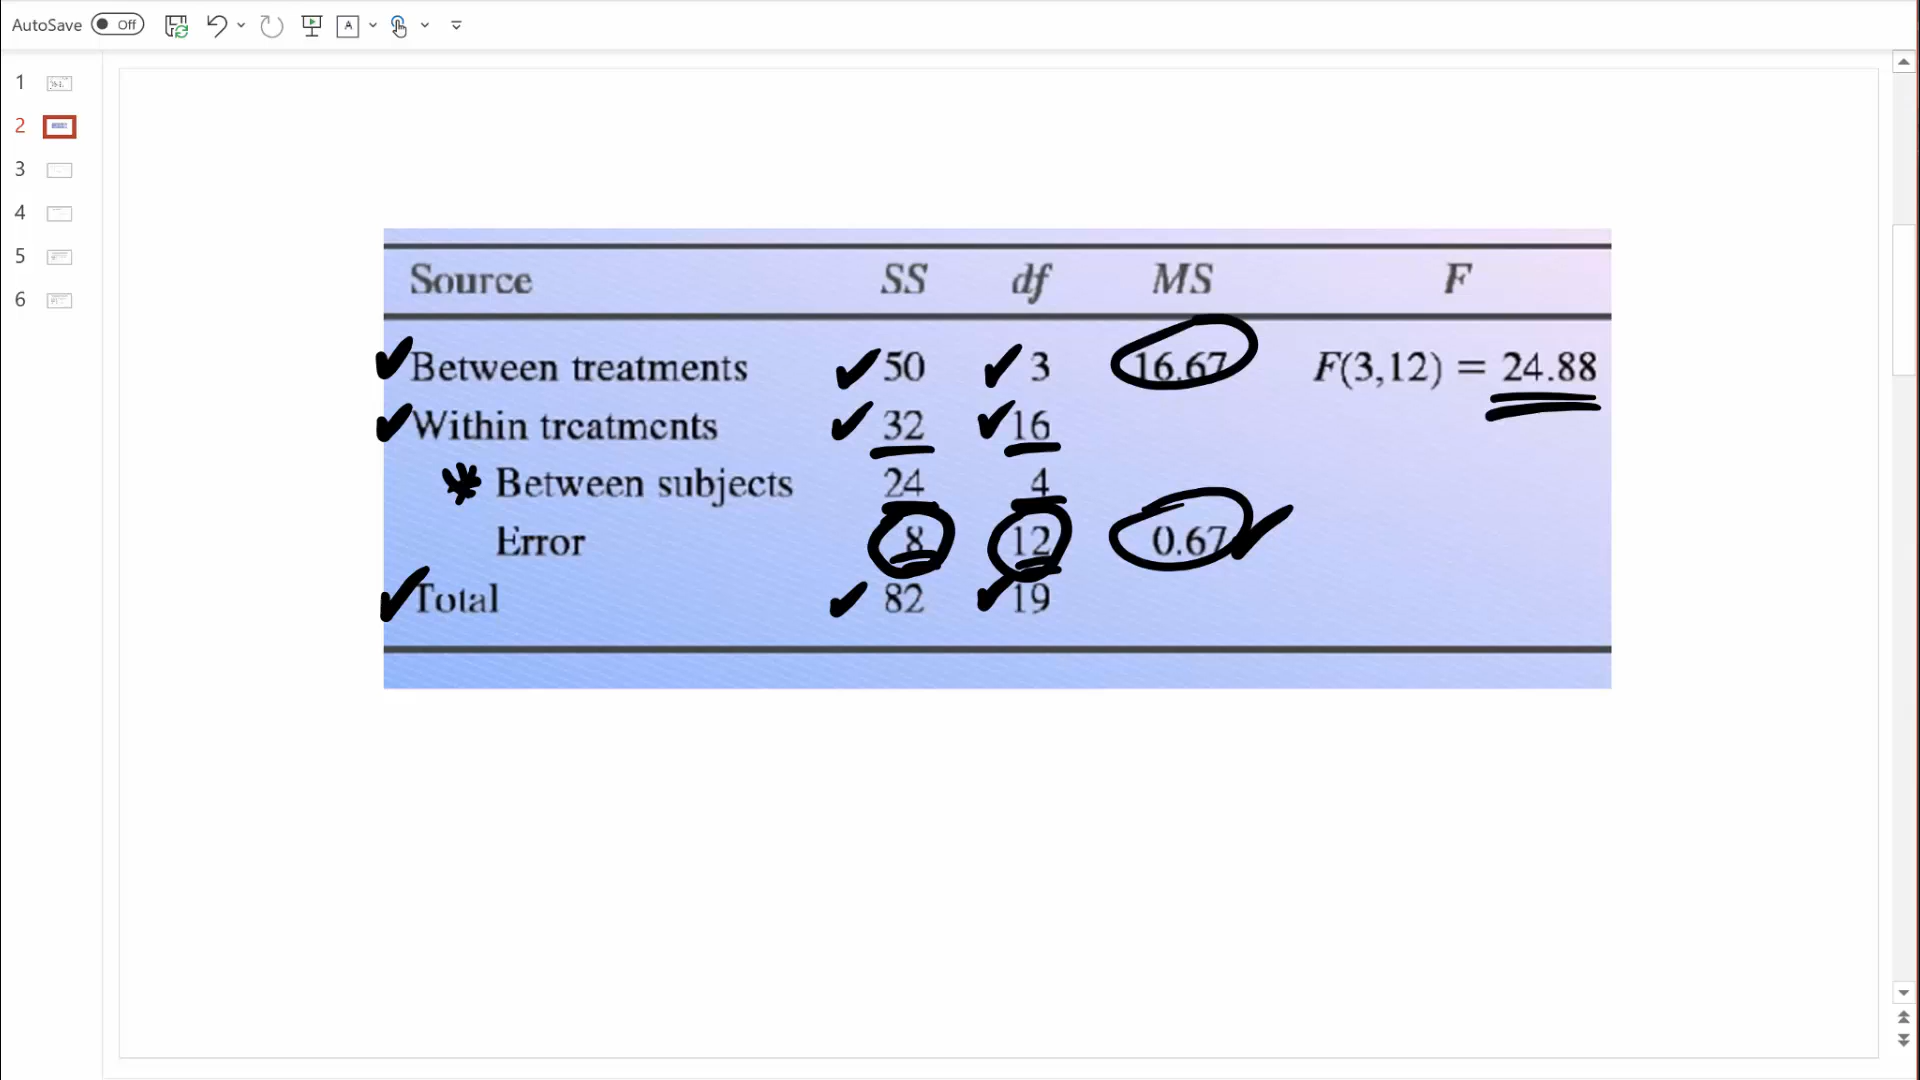 AutoSave Off A
1
2
3
4
5
6
Source SS df MS F
Between treatments 50 3 16.67 F(3,12) = 24.88
Within treatments 32 16
Between subjects 24 4
Error 8 12 0.67
Total 82 19